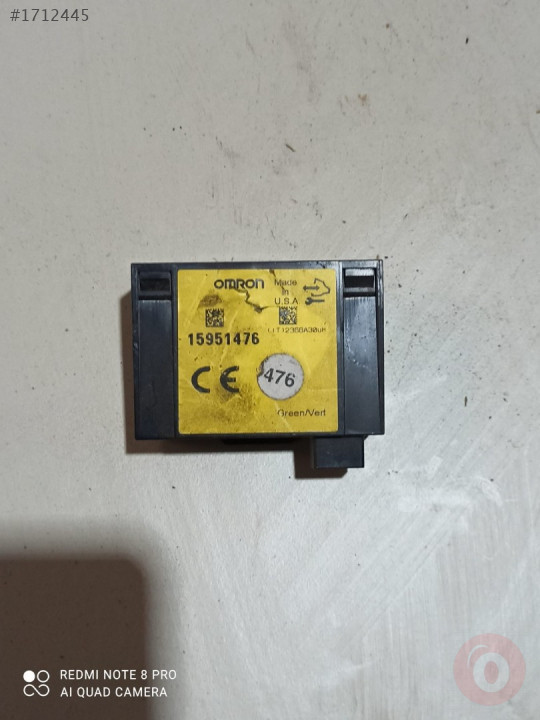 #1712445
OMRON
Made
in
U.S.A
15951476
CE
476
Green/Vert
REDMI NOTE 8 PRO
AI QUAD CAMERA